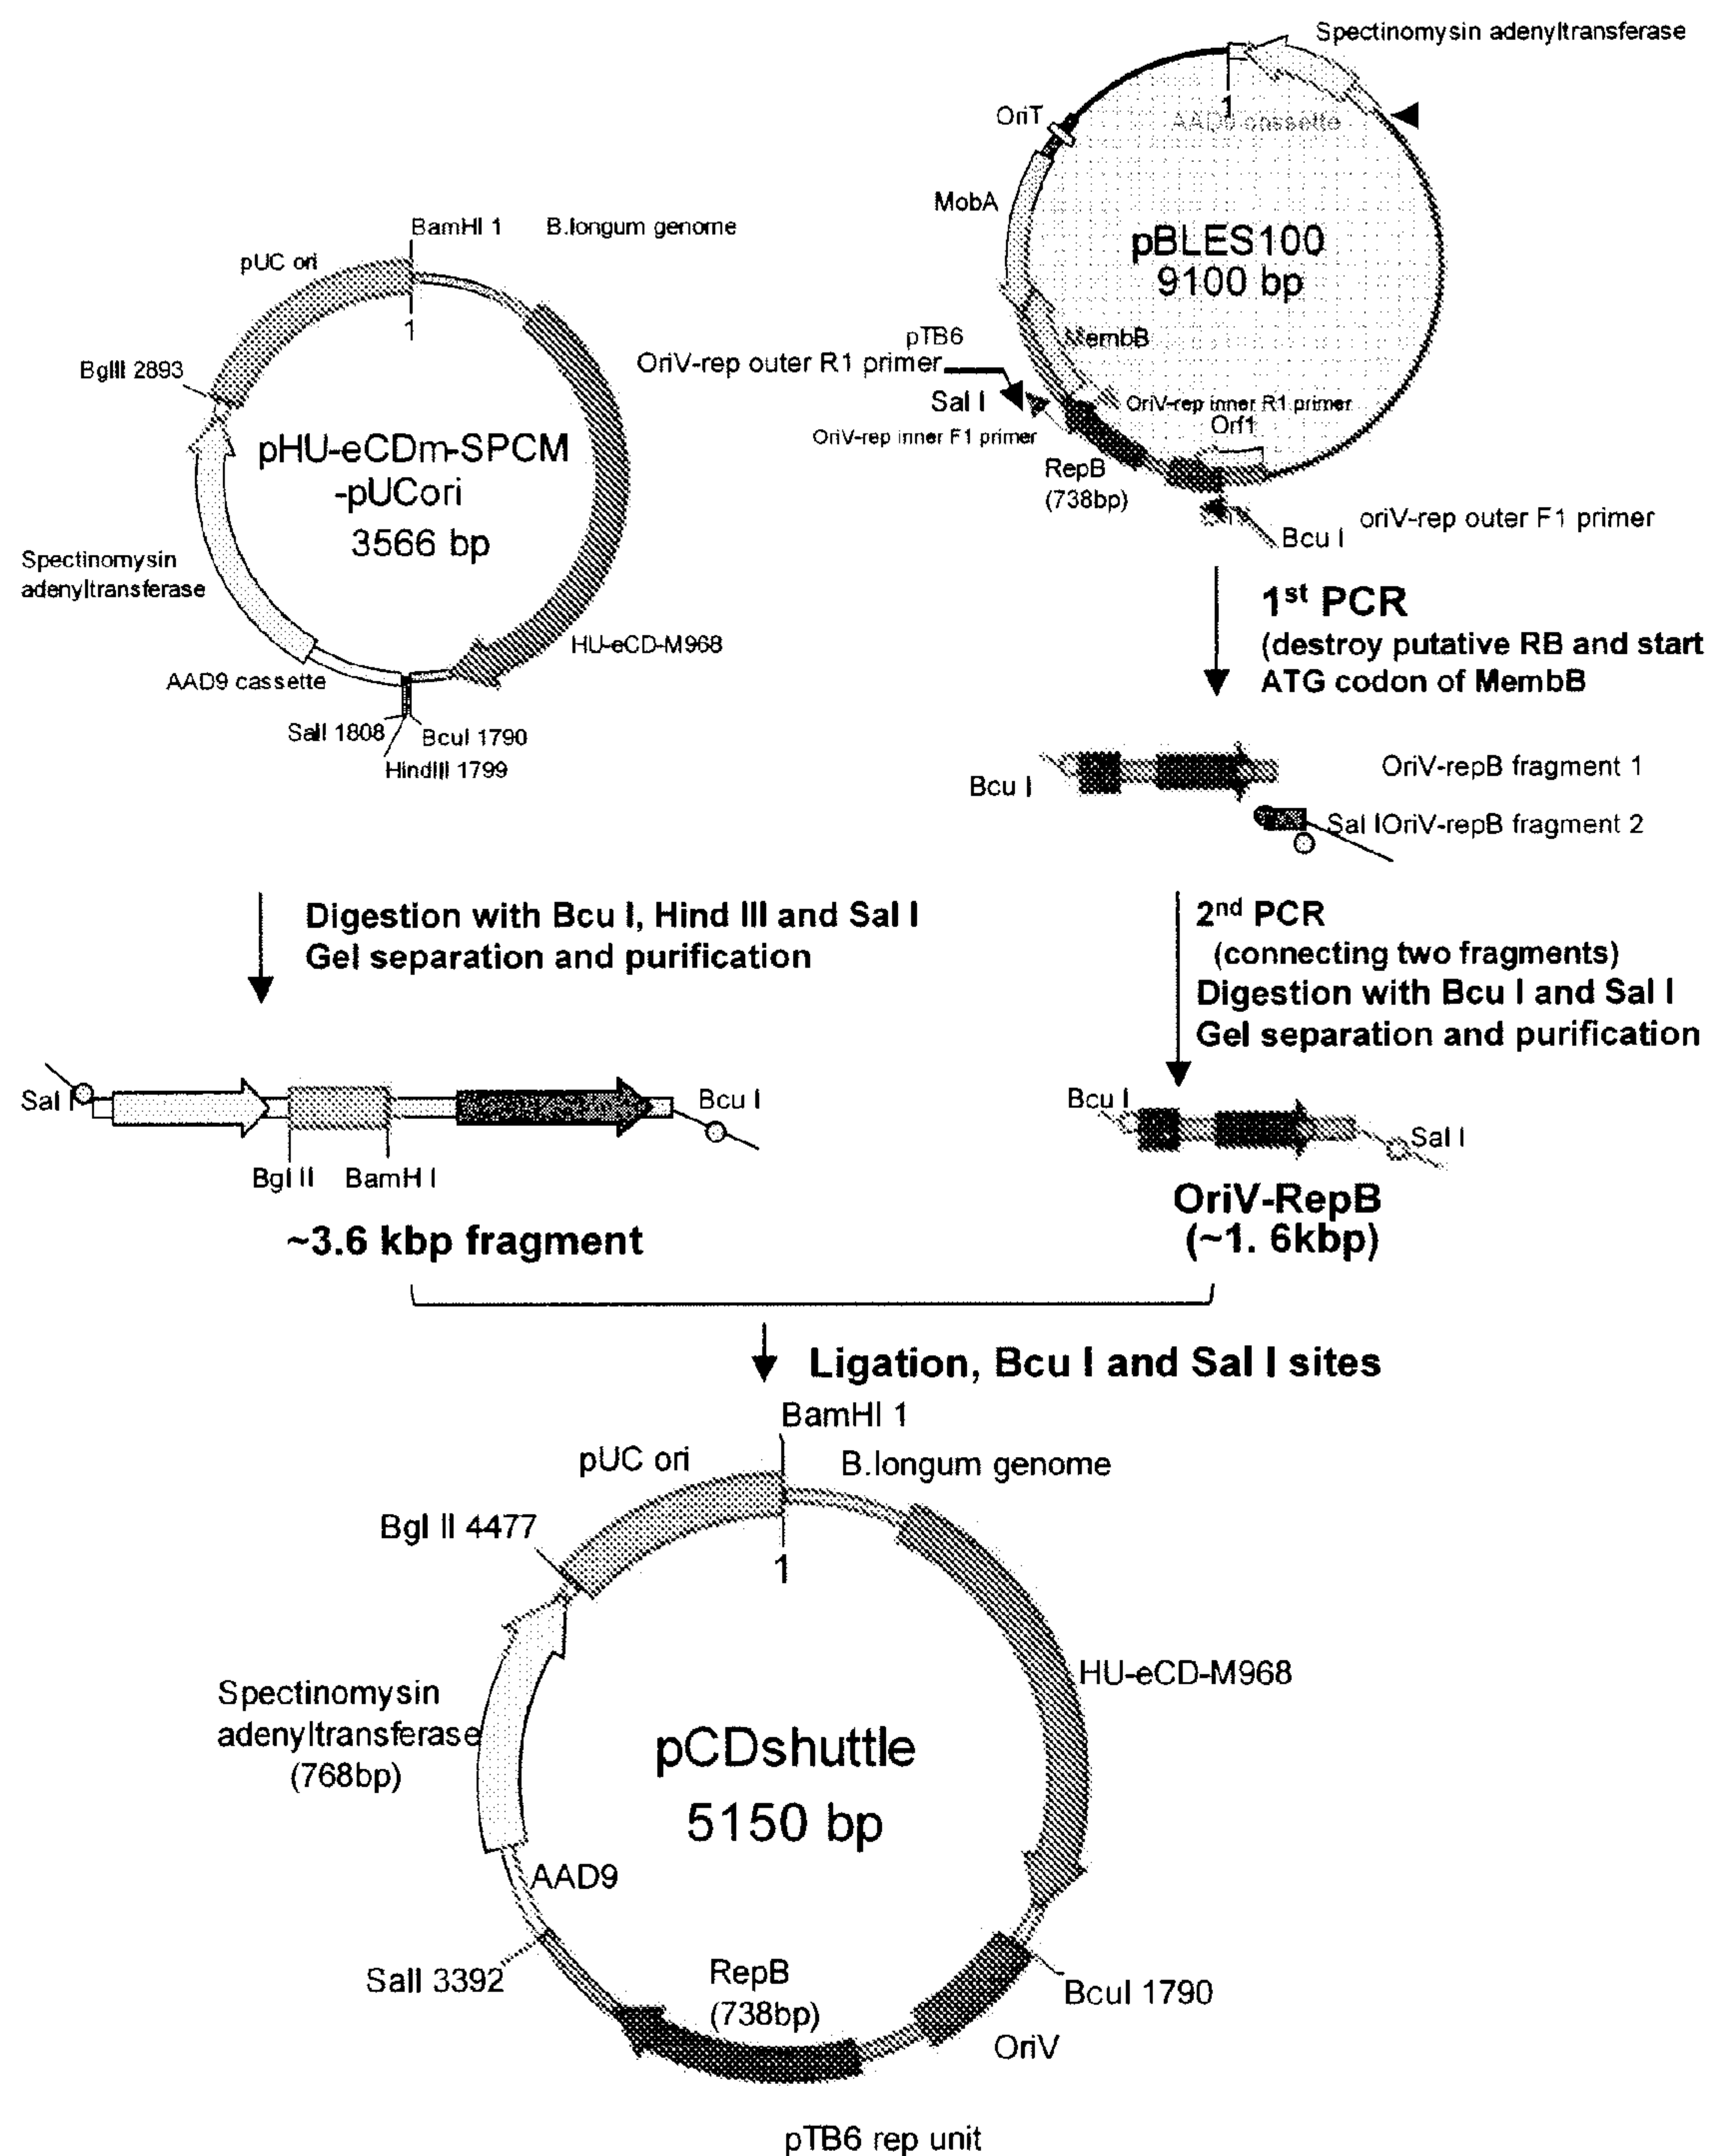 Spectinomysin adenyltransferase
1
AAD9 cassette
OriT
MobA
pBLES100
9100 bp
MembB
pTB6
OriV-rep outer R1 primer
Sal I
OriV-rep inner R1 primer
OriV-rep inner F1 primer
Orf1
RepB
(738bp)
oriV-rep outer F1 primer
Bcu I
BamHI 1
B.longum genome
pUC ori
1
BglII 2893
pHU-eCDm-SPCM
-pUCori
3566 bp
Spectinomysin
adenyltransferase
HU-eCD-M968
AAD9 cassette
SalI 1808
BcuI 1790
HindIII 1799
1st PCR
(destroy putative RB and start
ATG codon of MembB
Bcu I
OriV-repB fragment 1
Sal I
OriV-repB fragment 2
Digestion with Bcu I, Hind III and Sal I
Gel separation and purification
2nd PCR
(connecting two fragments)
Digestion with Bcu I and Sal I
Gel separation and purification
Sal I
Bcu I
Bgl II
BamH I
~3.6 kbp fragment
Bcu I
Sal I
OriV-RepB
(~1. 6kbp)
Ligation, Bcu I and Sal I sites
BamHI 1
pUC ori
B.longum genome
Bgl II 4477
1
HU-eCD-M968
Spectinomysin
adenyltransferase
(768bp)
pCDshuttle
5150 bp
AAD9
SalI 3392
RepB
(738bp)
BcuI 1790
OriV
pTB6 rep unit